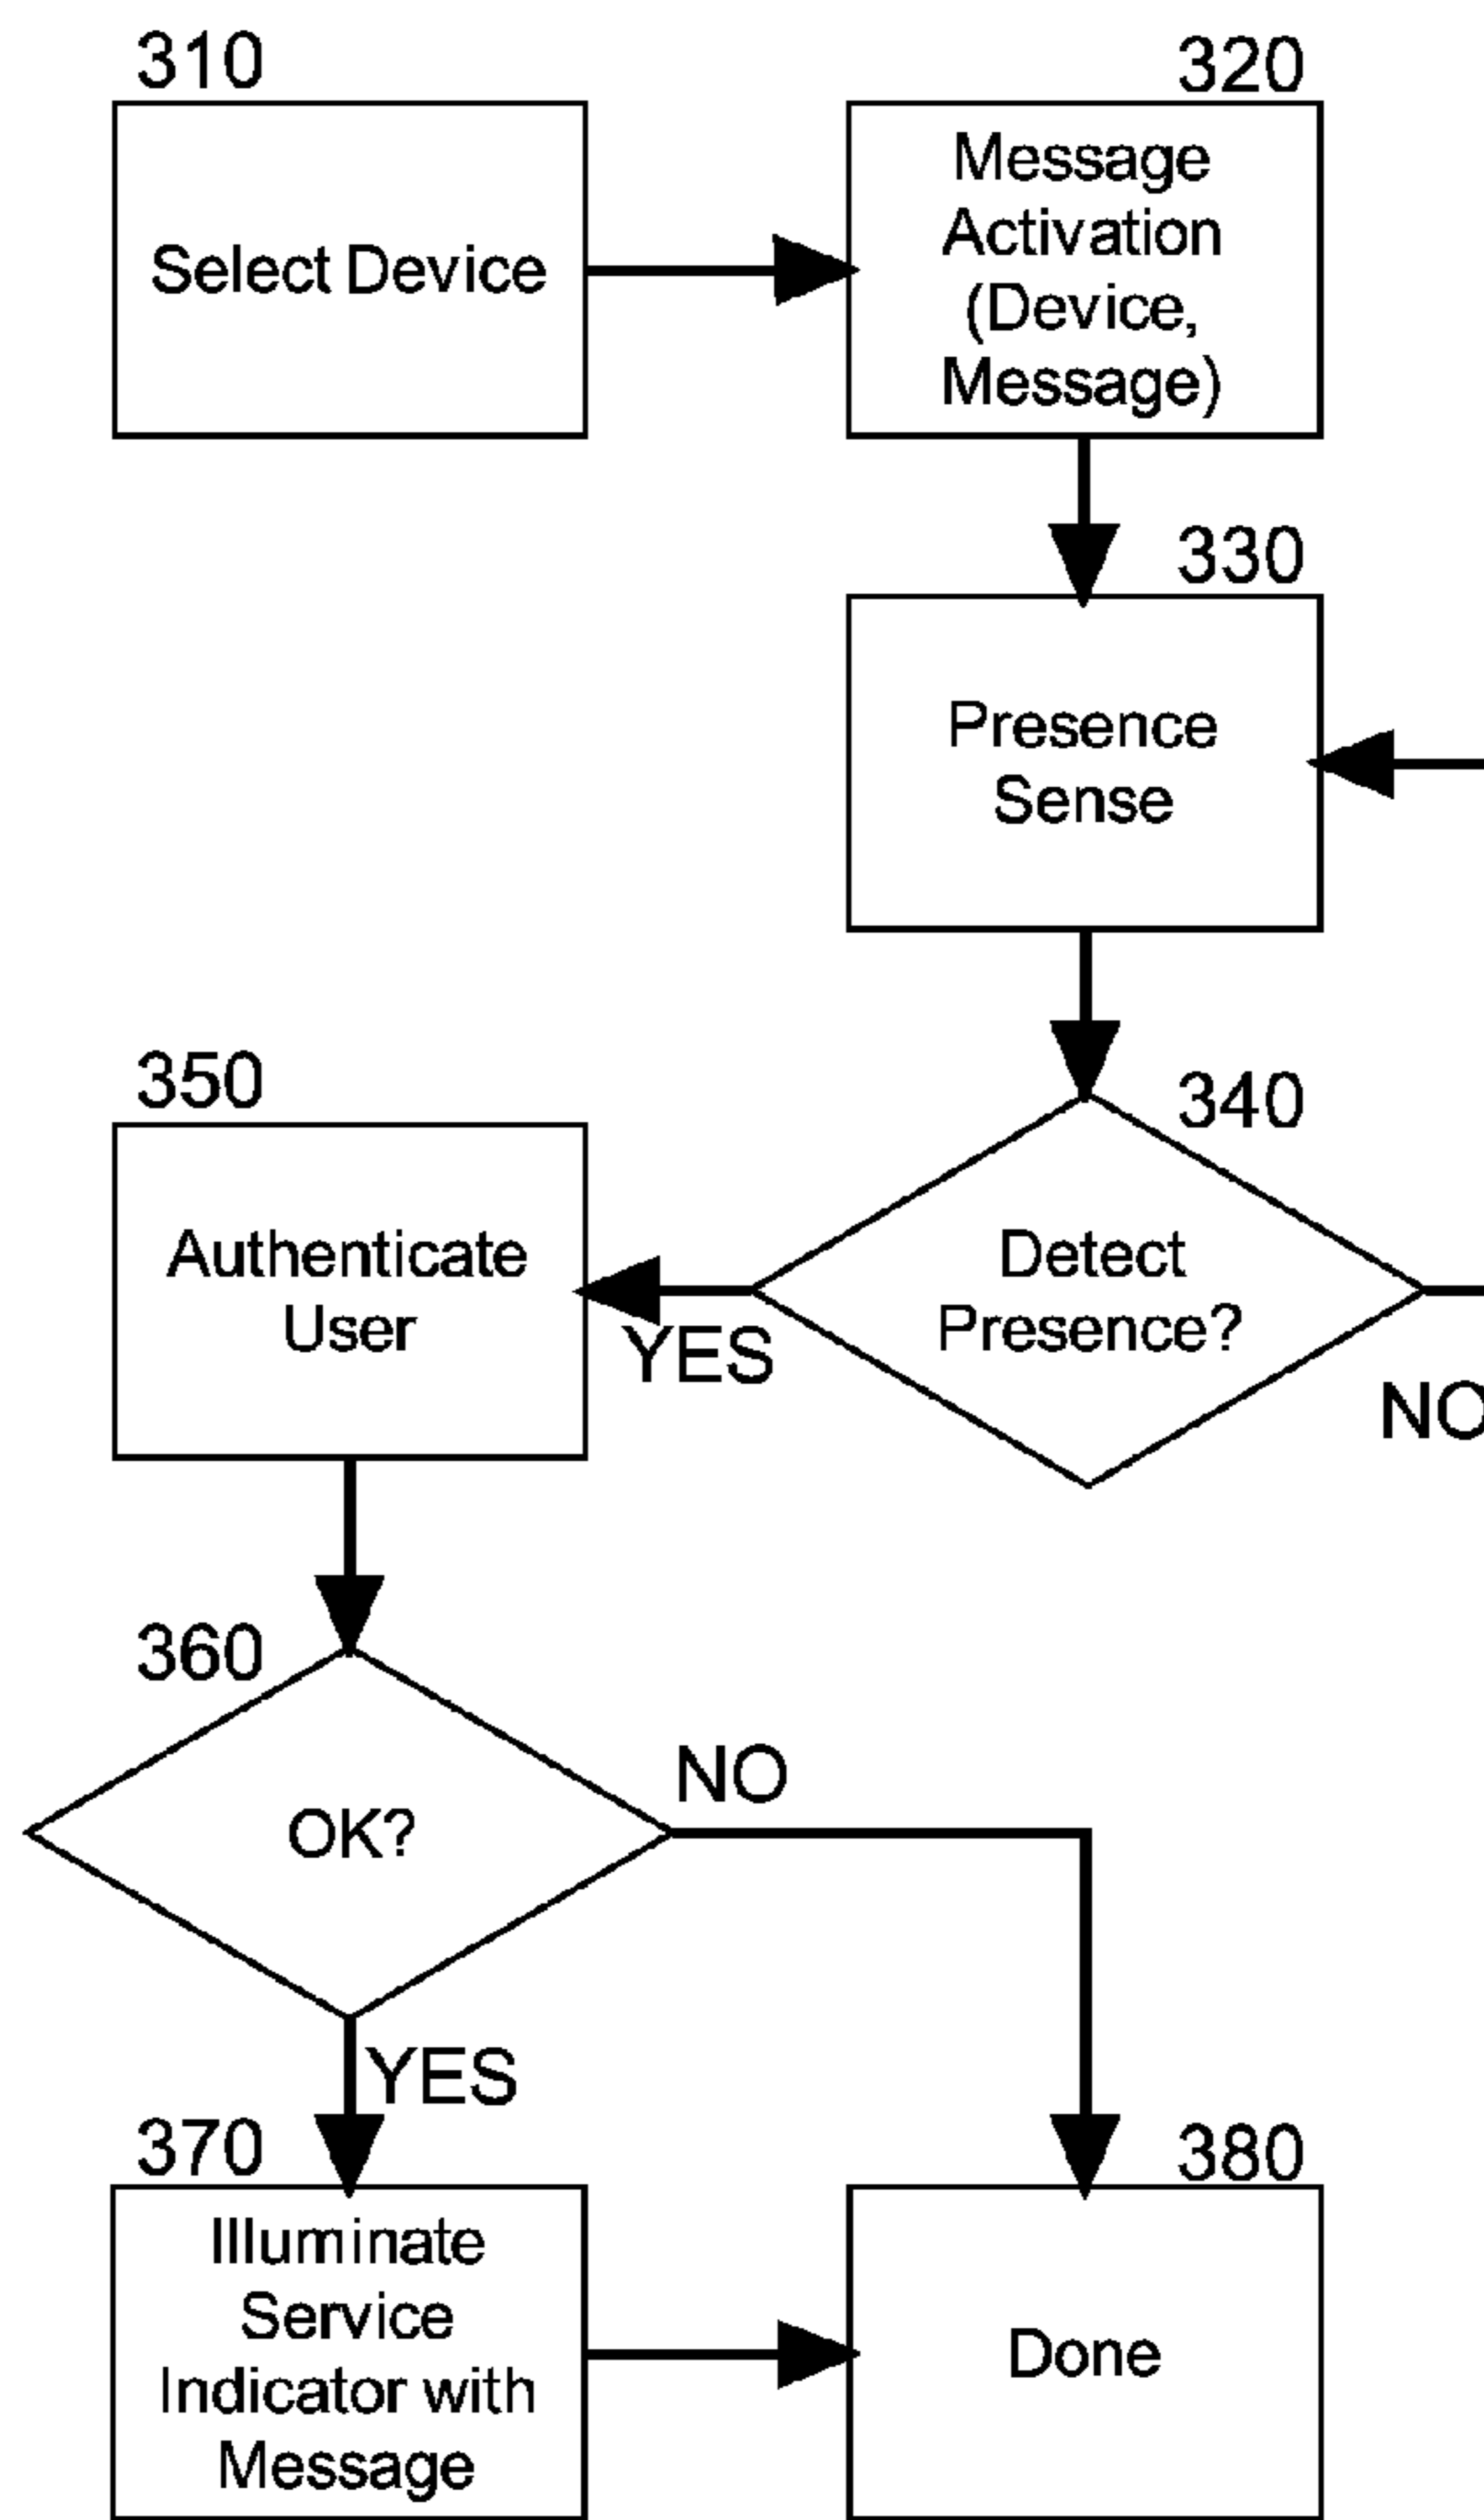 310
Select Device
320
Message
Activation
(Device,
Message)
330
Presence
Sense
340
Detect
Presence?
YES
NO
350
Authenticate
User
360
OK?
NO
YES
370
Illuminate
Service
Indicator with
Message
380
Done